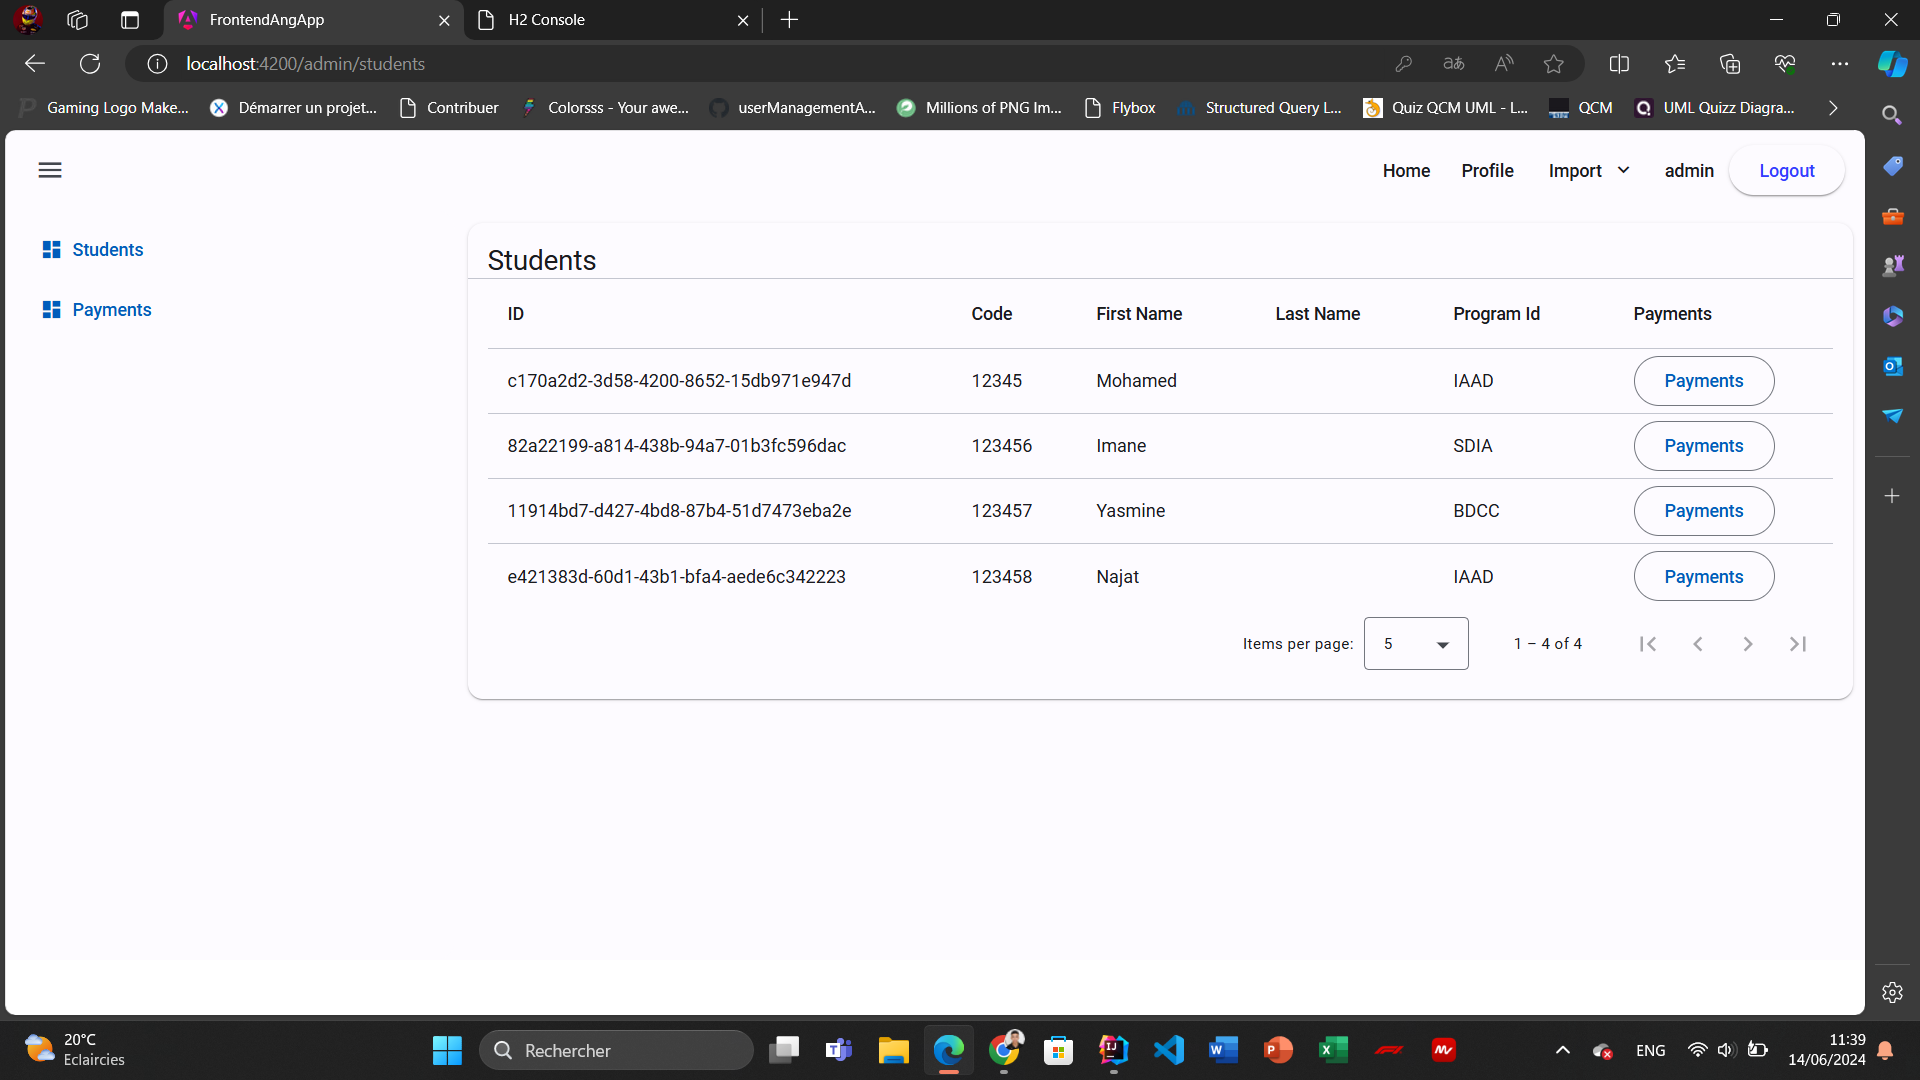 FrontendAngApp
H2 Console
localhost:4200/admin/students
Gaming Logo Make...
Démarrer un projet...
Contribuer
Colorsss - Your awe...
userManagementA...
Millions of PNG Im...
Flybox
Structured Query L...
Quiz QCM UML - L...
QCM
UML Quizz Diagra...
Home
Profile
Import
admin
Logout
Students
Payments
Students
ID Code First Name Last Name Program Id Payments
c170a2d2-3d58-4200-8652-15db971e947d 12345 Mohamed IAAD Payments
82a22199-a814-438b-94a7-01b3fc596dac 123456 Imane SDIA Payments
11914bd7-d427-4bd8-87b4-51d7473eba2e 123457 Yasmine BDCC Payments
e421383d-60d1-43b1-bfa4-aede6c342223 123458 Najat IAAD Payments
Items per page: 5 1 – 4 of 4
20°C
Eclaircies
Rechercher
ENG
11:39
14/06/2024